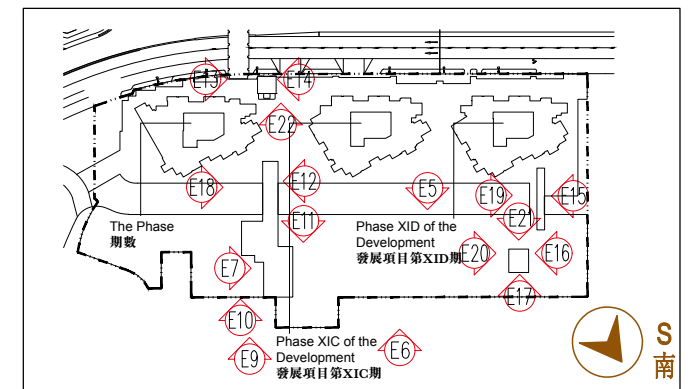 E13
E14
E22
E18
E12
E5
E19
E15
E11
E21
The Phase
期數
Phase XID of the
Development
發展項目第XID期
E20
E16
E7
E17
E10
S
南
Phase XIC of the
Development
發展項目第XIC期
E9
E6